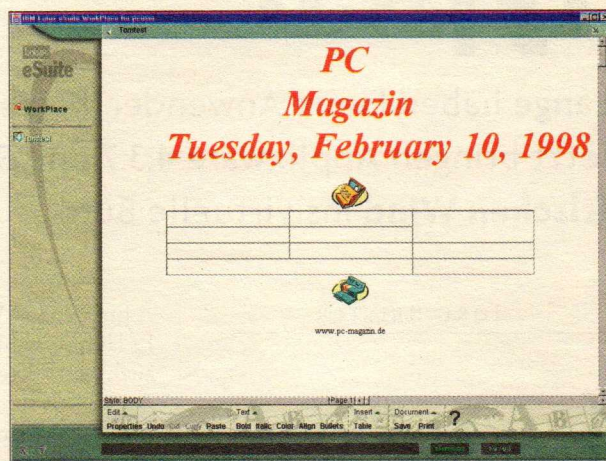 IBM Lotus eSuite WorkPlace
Tomtest
Lotus
eSuite
WorkPlace
Tomtest
PC
Magazin
Tuesday, February 10, 1998
www.pc-magazin.de
Style: BODY
Page 1
Edit Text Insert Document ?
Properties Undo Cut Copy Paste Bold Italic Color Align Bullets Table Save Print